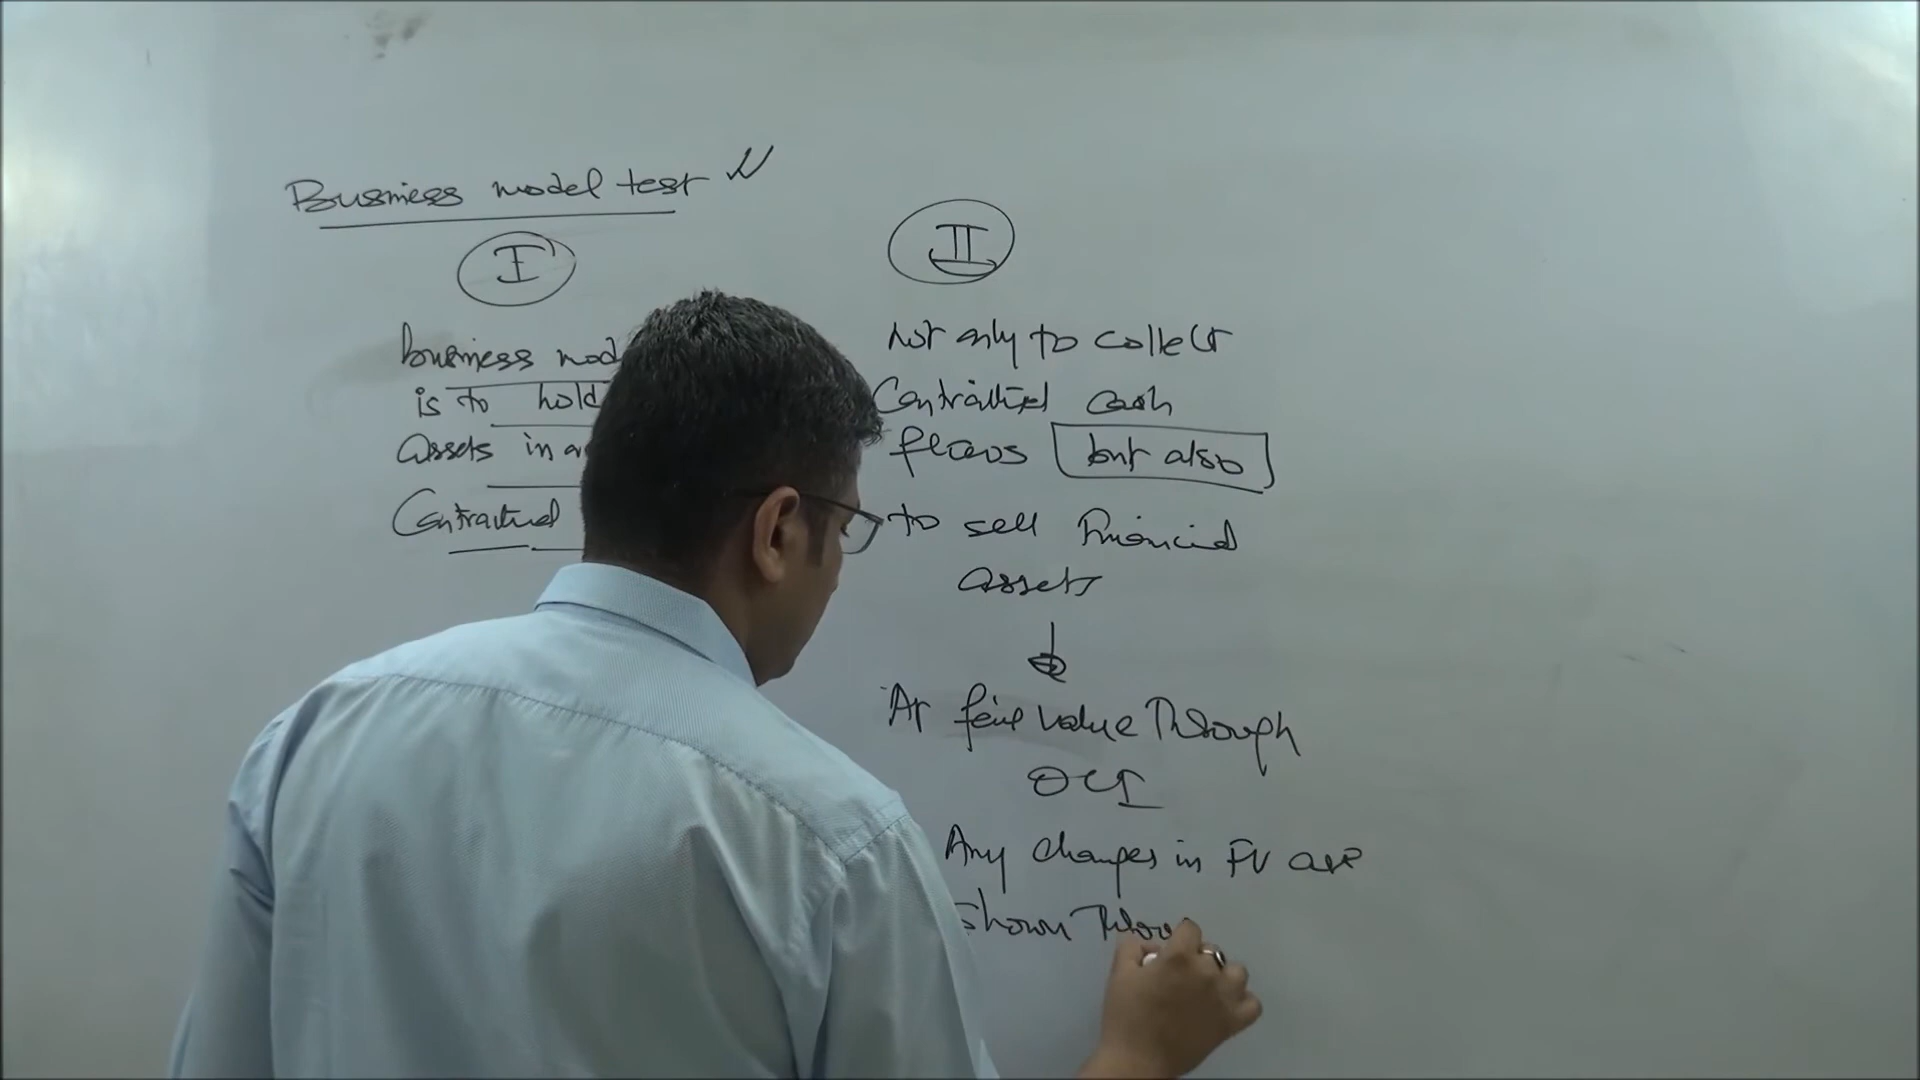 Business model test
I
business mod
is to hold
assets in
Contractual
II
not only to collect
Contractual cash
flows but also
to sell Financial
assets
At fair value Through
OCI
Any changes in FV are
shown Throu